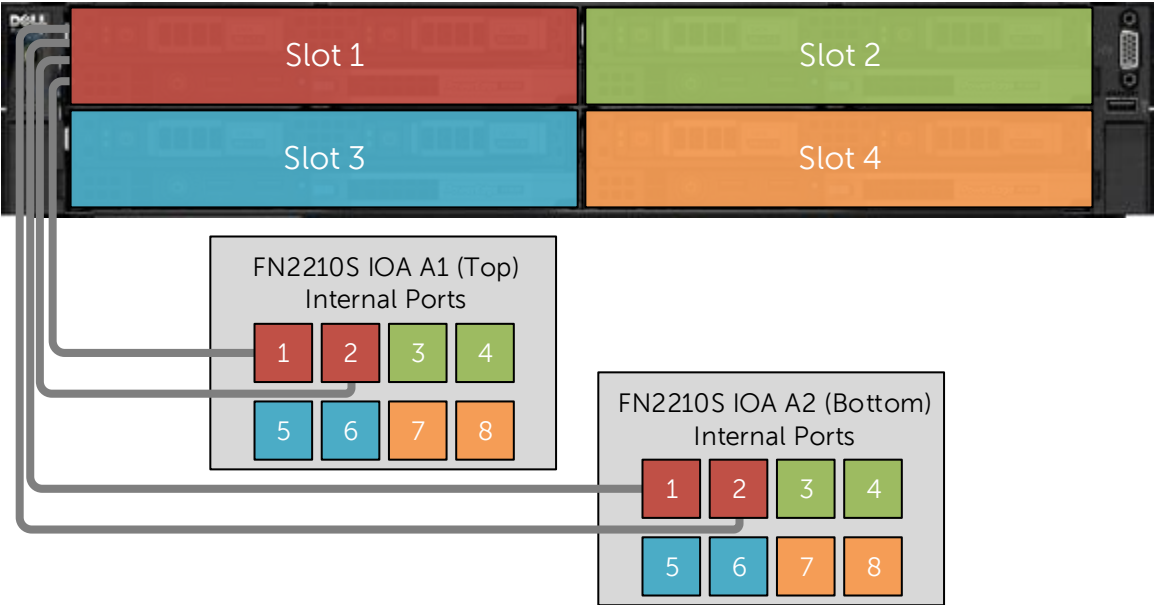 DELL
Slot 1
Slot 2
Slot 3
Slot 4
FN2210S IOA A1 (Top)
Internal Ports
1 2 3 4
5 6 7 8
FN2210S IOA A2 (Bottom)
Internal Ports
1 2 3 4
5 6 7 8